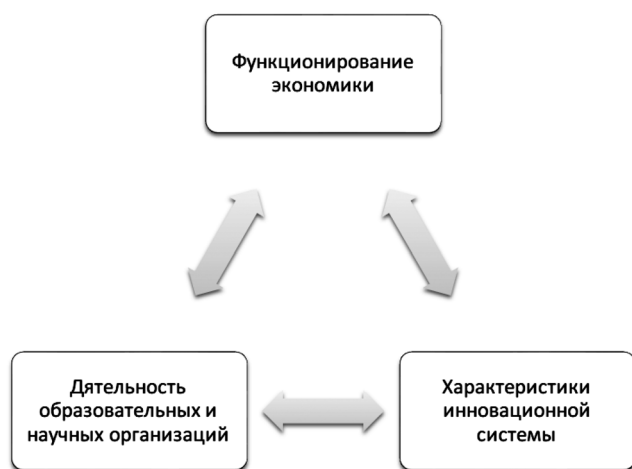 Функционирование
экономики
Дятельность
образовательных и
научных организаций
Характеристики
инновационной
системы